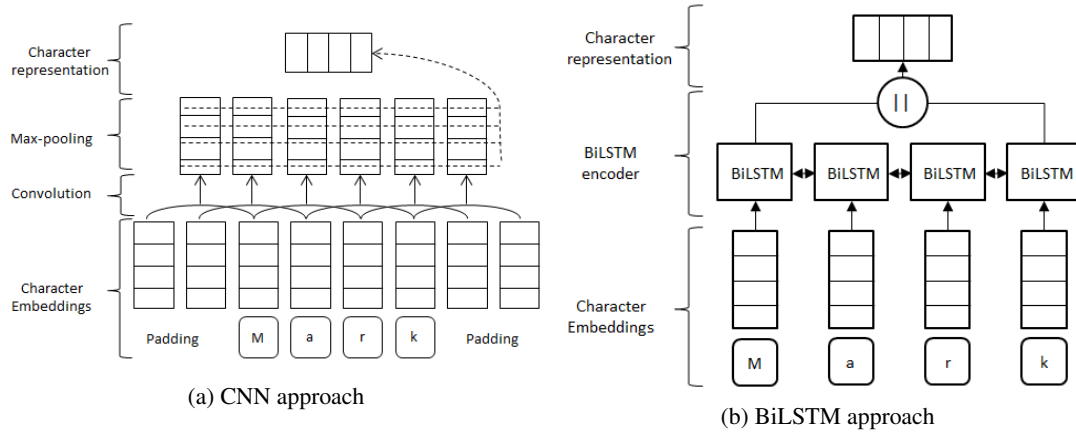 Character
representation
Max-pooling
Convolution
Character
Embeddings
Padding
M
a
r
k
Padding
(a) CNN approach
Character
representation
||
BiLSTM
encoder
BiLSTM
BiLSTM
BiLSTM
BiLSTM
Character
Embeddings
M
a
r
k
(b) BiLSTM approach